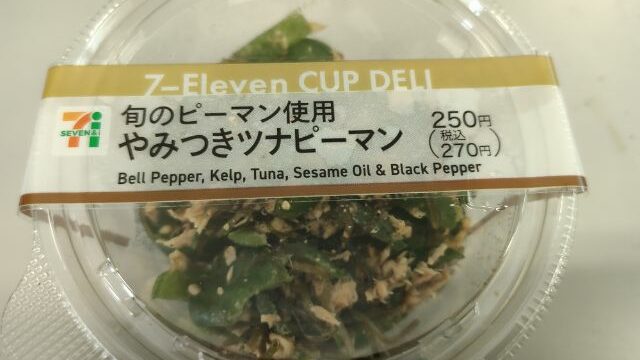 7-Eleven CUP DELI
SEVEN&i
旬のピーマン使用
やみつきツナピーマン
250円
(税込
270円)
Bell Pepper, Kelp, Tuna, Sesame Oil & Black Pepper